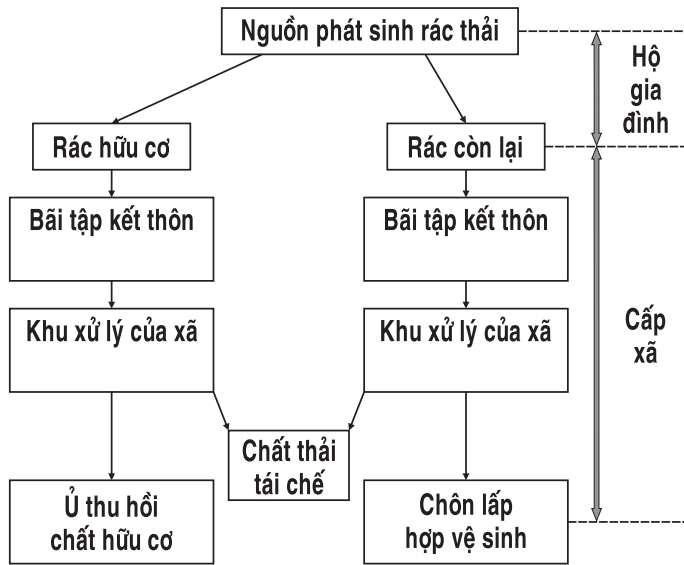 Nguồn phát sinh rác thải
Hộ
gia
đình
Rác hữu cơ
Rác còn lại
Bãi tập kết thôn
Bãi tập kết thôn
Khu xử lý của xã
Khu xử lý của xã
Cấp
xã
Chất thải
tái chế
Ủ thu hồi
chất hữu cơ
Chôn lấp
hợp vệ sinh